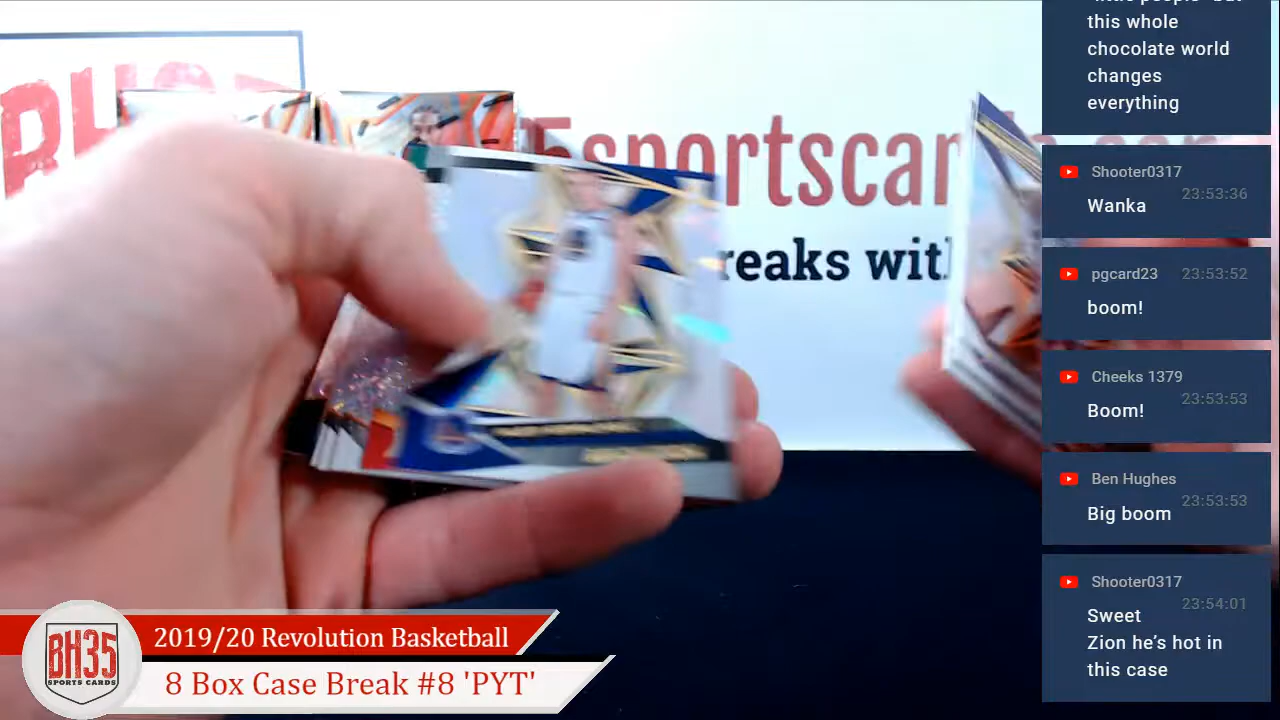 this whole
chocolate world
changes
everything
Shooter0317
23:53:36
Wanka
pgcard23 23:53:52
boom!
Cheeks 1379
23:53:53
Boom!
Ben Hughes
23:53:53
Big boom
Shooter0317
23:54:01
Sweet
Zion he's hot in
this case
BH35
SPORTS CARDS
2019/20 Revolution Basketball
8 Box Case Break #8 'PYT'